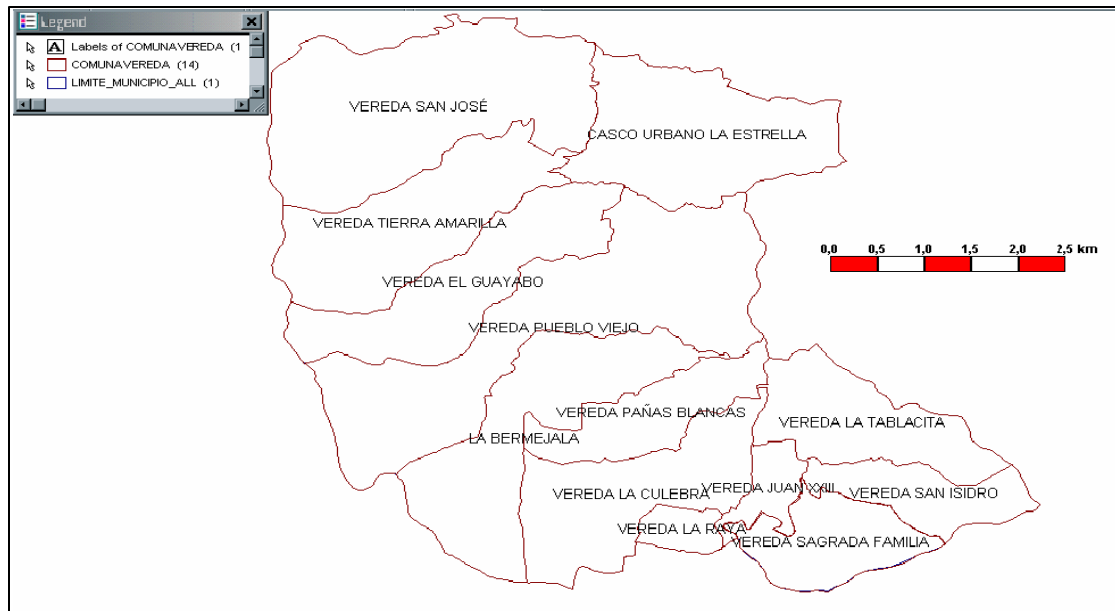 Legend
A Labels of COMUNAVEREDA (1
COMUNAVEREDA (14)
LIMITE_MUNICIPIO_ALL (1)
VEREDA SAN JOSÉ
CASCO URBANO LA ESTRELLA
VEREDA TIERRA AMARILLA
0,0 0,5 1,0 1,5 2,0 2,5 km
VEREDA EL GUAYABO
VEREDA PUEBLO VIEJO
VEREDA PAÑAS BLANCAS
VEREDA LA TABLACITA
LA BERMEJALA
VEREDA LA CULEBRA
VEREDA JUAN XXIII
VEREDA SAN ISIDRO
VEREDA LA RAYA
VEREDA SAGRADA FAMILIA